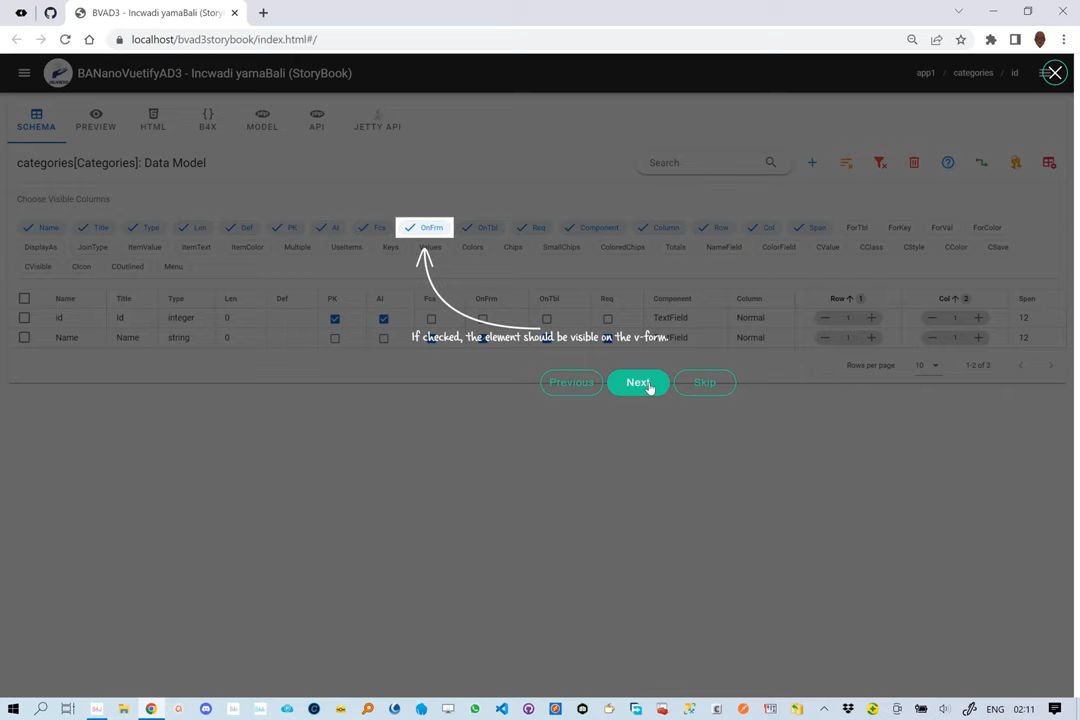 BVAD3 - Incwadi yamaBali (Story
localhost/bvad3storybook/index.html#/
BANanoVuetifyAD3 - Incwadi yamaBali (StoryBook)
app1 / categories / id
SCHEMA PREVIEW HTML B4X MODEL API JETTY API
categories[Categories]: Data Model
Search
Choose Visible Columns
Name Title Type Len Def PK AI Fcs OnFrm OnTbl Req Component Column Row Col Span ForTbl ForKey ForVal ForColor
DisplayAs JoinType ItemValue ItemText ItemColor Multiple UseItems Keys Values Colors Chips SmallChips ColoredChips Totals NameField ColorField CValue CClass CStyle CColor CSave
CVisible CIcon COutlined Menu
Name Title Type Len Def PK AI Fcs OnFrm OnTbl Req Component Column Row 1 Col 2 Span
id Id integer 0 TextField Normal 1 1 12
Name Name string 0 TextField Normal 1 1 12
If checked, the element should be visible on the v-form.
Rows per page 10 1-2 of 2
Previous Next Skip
ENG 02:11